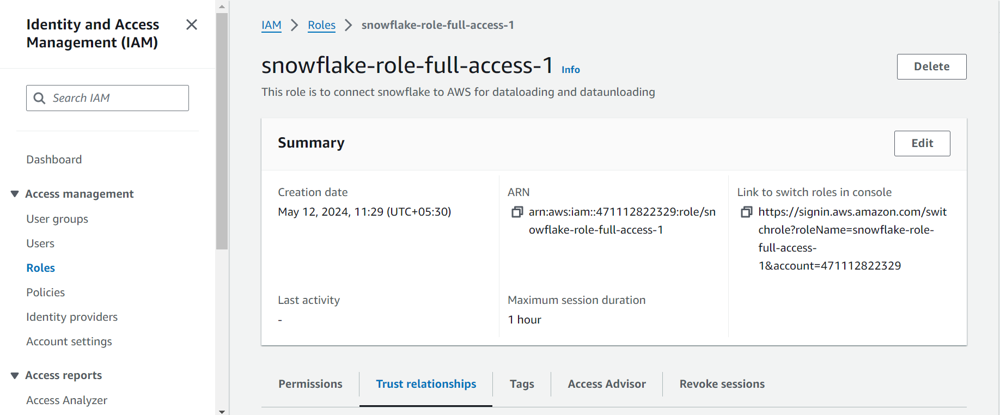 Identity and Access
Management (IAM)
Search IAM
Dashboard
Access management
User groups
Users
Roles
Policies
Identity providers
Account settings
Access reports
Access Analyzer
IAM
Roles
snowflake-role-full-access-1
snowflake-role-full-access-1 Info
Delete
This role is to connect snowflake to AWS for dataloading and dataunloading
Summary
Edit
Creation date
May 12, 2024, 11:29 (UTC+05:30)
ARN
arn:aws:iam::471112822329:role/sn
owflake-role-full-access-1
Link to switch roles in console
https://signin.aws.amazon.com/swit
chrole?roleName=snowflake-role-
full-access-
1&account=471112822329
Last activity
-
Maximum session duration
1 hour
Permissions
Trust relationships
Tags
Access Advisor
Revoke sessions